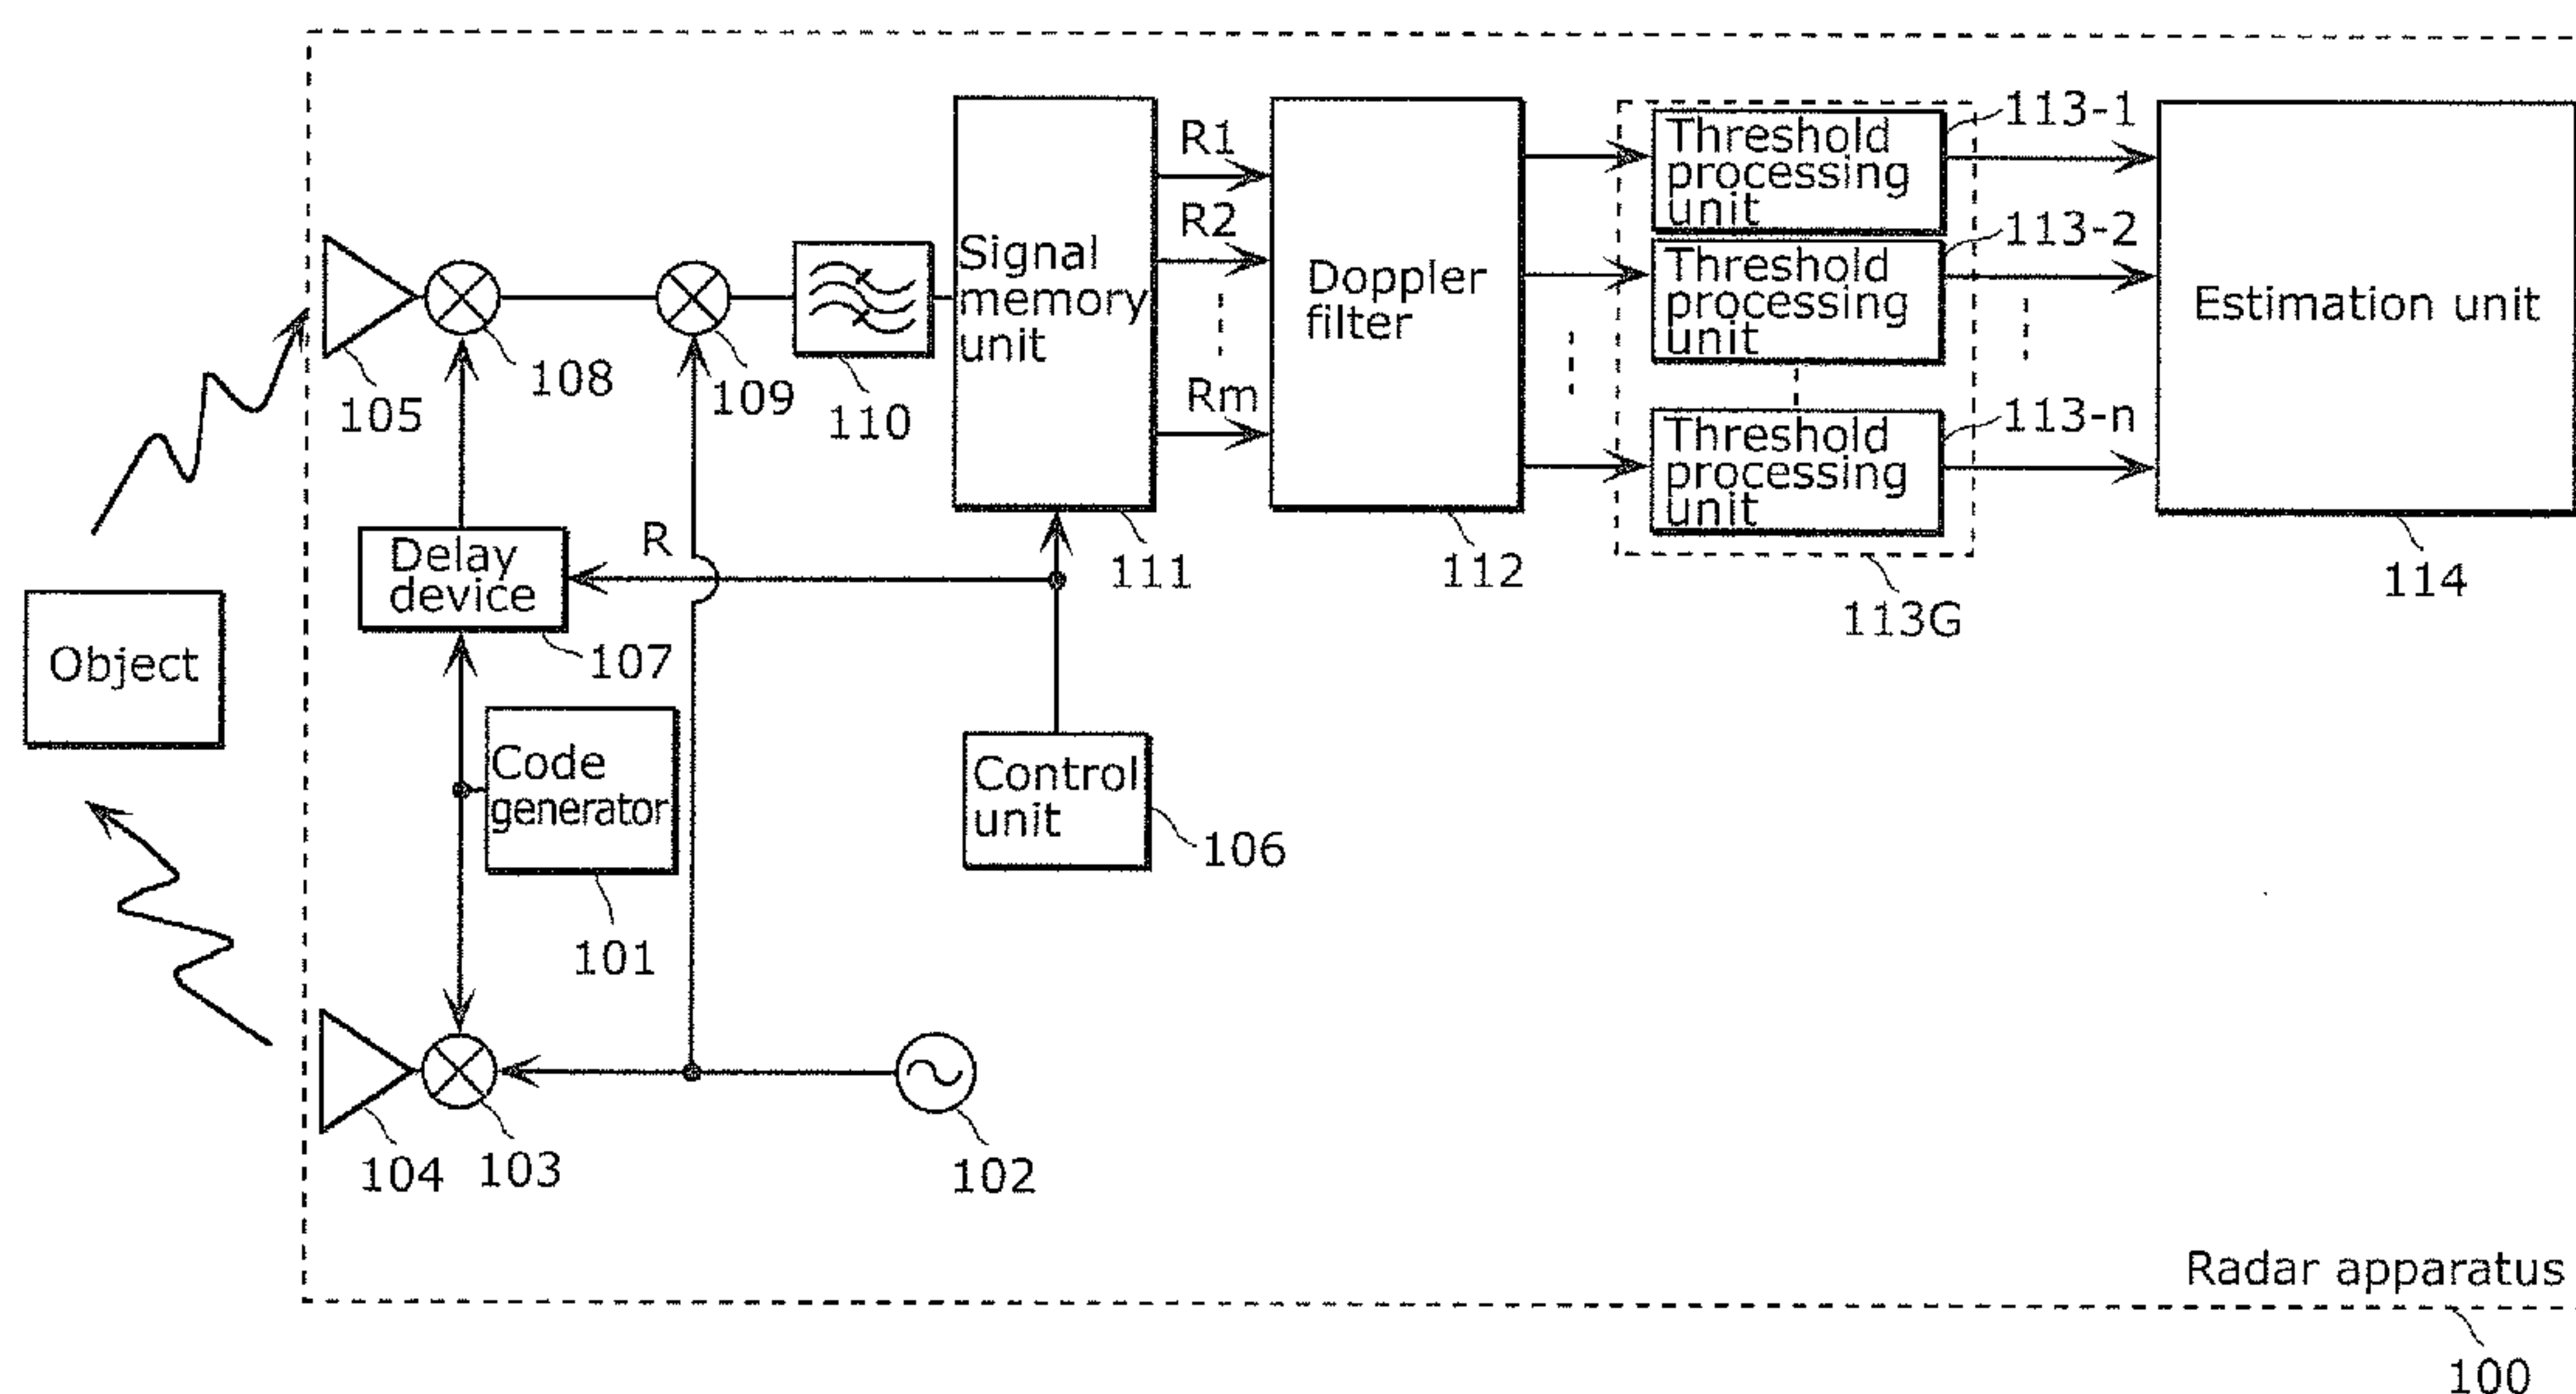 R1
R2
Rm
Signal
memory
unit
111
Doppler
filter
112
Threshold
processing
unit
113-1
Threshold
processing
unit
113-2
Threshold
processing
unit
113-n
113G
Estimation unit
114
105
108
109
110
R
Delay
device
107
Object
Code
generator
101
Control
unit
106
104
103
102
Radar apparatus
100